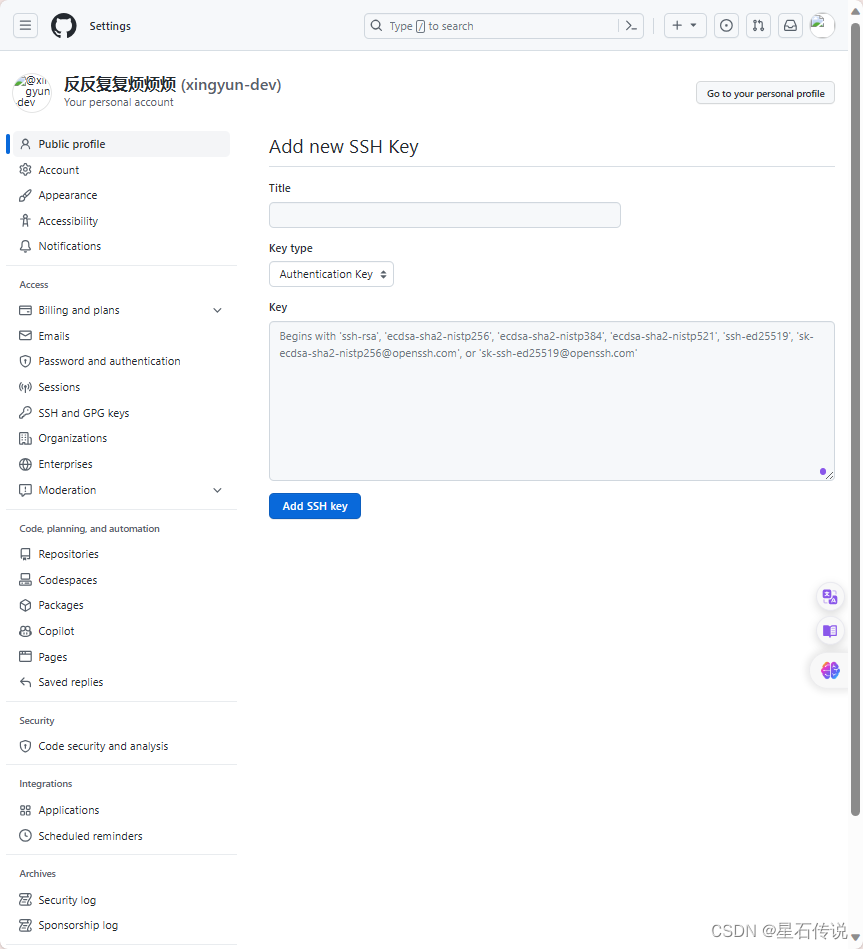 Settings
Type / to search
@xin
gyun-
dev
反反复复烦烦烦 (xingyun-dev)
Your personal account
Go to your personal profile
Public profile
Account
Appearance
Accessibility
Notifications
Access
Billing and plans
Emails
Password and authentication
Sessions
SSH and GPG keys
Organizations
Enterprises
Moderation
Code, planning, and automation
Repositories
Codespaces
Packages
Copilot
Pages
Saved replies
Security
Code security and analysis
Integrations
Applications
Scheduled reminders
Archives
Security log
Sponsorship log
Add new SSH Key
Title
Key type
Authentication Key
Key
Begins with 'ssh-rsa', 'ecdsa-sha2-nistp256', 'ecdsa-sha2-nistp384', 'ecdsa-sha2-nistp521', 'ssh-ed25519', 'sk-
ecdsa-sha2-nistp256@openssh.com', or 'sk-ssh-ed25519@openssh.com'
Add SSH key
CSDN @星石传说